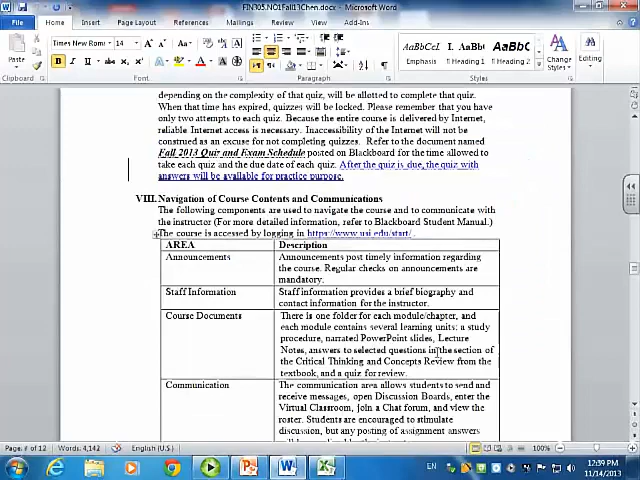 FIN305.NO1Fall13Chen.docx - Microsoft Word
File Home Insert Page Layout References Mailings Review View Add-Ins
Times New Rom 14
AaBbCcL AaBbCc AaBbC
Paste B I U
Emphasis ¶ Heading 1 ¶ Heading 2
Change Styles Editing
Clipboard Font Paragraph Styles
depending on the complexity of that quiz, will be allotted to complete that quiz.
When that time has expired, quizzes will be locked. Please remember that you have
only two attempts to each quiz. Because the entire course is delivered by Internet,
reliable Internet access is necessary. Inaccessibility of the Internet will not be
construed as an excuse for not completing quizzes. Refer to the document named
Fall 2013 Quiz and Exam Schedule posted on Blackboard for the time allowed to
take each quiz and the due date of each quiz. After the quiz is due, the quiz with
answers will be available for practice purpose.
VIII. Navigation of Course Contents and Communications
The following components are used to navigate the course and to communicate with
the instructor (For more detailed information, refer to Blackboard Student Manual.)
The course is accessed by logging in https://www.usi.edu/start/ .
AREA Description
Announcements Announcements post timely information regarding
the course. Regular checks on announcements are
mandatory.
Staff Information Staff information provides a brief biography and
contact information for the instructor.
Course Documents There is one folder for each module/chapter, and
each module contains several learning units: a study
procedure, narrated PowerPoint slides, Lecture
Notes, answers to selected questions in the section of
the Critical Thinking and Concepts Review from the
textbook, and a quiz for review.
Communication The communication area allows students to send and
receive messages, open Discussion Boards, enter the
Virtual Classroom, Join a Chat forum, and view the
roster. Students are encouraged to stimulate
discussion, but any posting of assignment answers
Words: 4,142 English (U.S.) 100%
EN 12:39 PM
11/14/2013